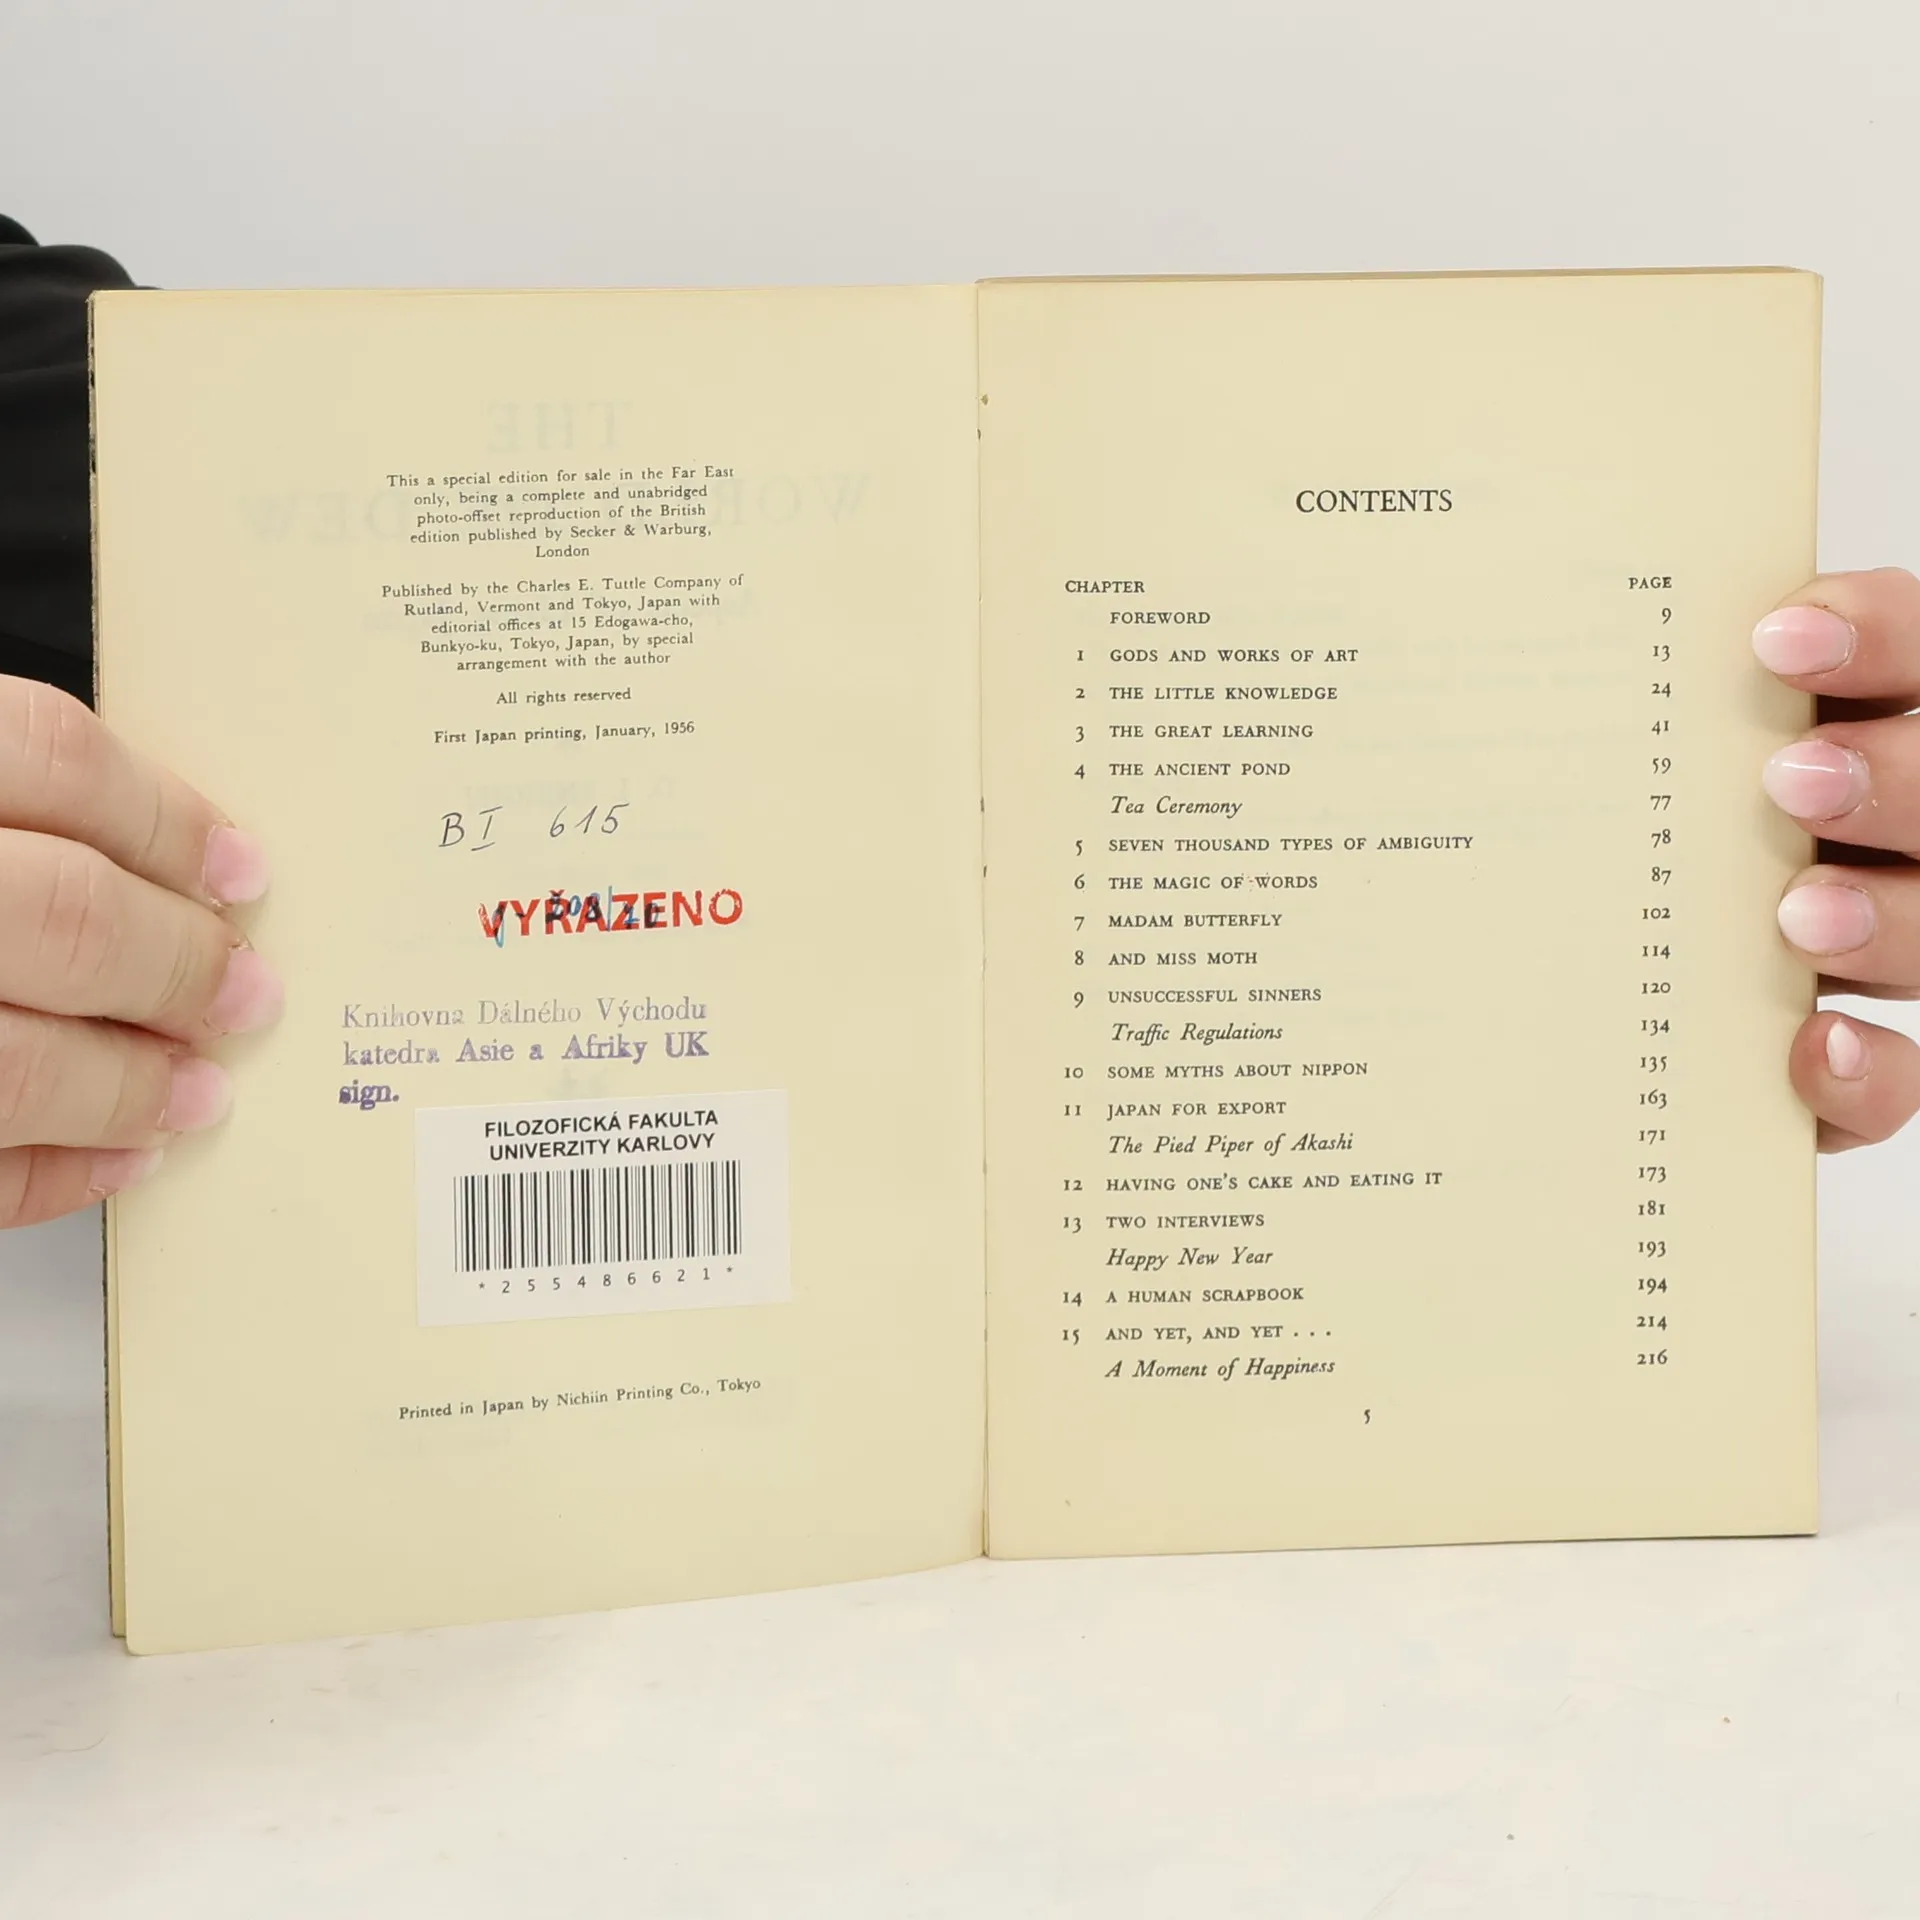 This a special edition for sale in the Far East
only, being a complete and unabridged
photo-offset reproduction of the British
edition published by Secker & Warburg,
London
Published by the Charles E. Tuttle Company of
Rutland, Vermont and Tokyo, Japan with
editorial offices at 15 Edogawa-cho,
Bunkyo-ku, Tokyo, Japan, by special
arrangement with the author
All rights reserved
First Japan printing, January, 1956
BI 615
VYŘAZENO
Knihovna Dálného Východu
katedra Asie a Afriky UK
sign.
FILOZOFICKÁ FAKULTA
UNIVERZITY KARLOVY
*255486621*
Printed in Japan by Nichiin Printing Co., Tokyo
CONTENTS
CHAPTER PAGE
FOREWORD 9
1 GODS AND WORKS OF ART 13
2 THE LITTLE KNOWLEDGE 24
3 THE GREAT LEARNING 41
4 THE ANCIENT POND 59
Tea Ceremony 77
5 SEVEN THOUSAND TYPES OF AMBIGUITY 78
6 THE MAGIC OF WORDS 87
7 MADAM BUTTERFLY 102
8 AND MISS MOTH 114
9 UNSUCCESSFUL SINNERS 120
Traffic Regulations 134
10 SOME MYTHS ABOUT NIPPON 135
11 JAPAN FOR EXPORT 163
The Pied Piper of Akashi 171
12 HAVING ONE'S CAKE AND EATING IT 173
13 TWO INTERVIEWS 181
Happy New Year 193
14 A HUMAN SCRAPBOOK 194
15 AND YET, AND YET . . . 214
A Moment of Happiness 216
5